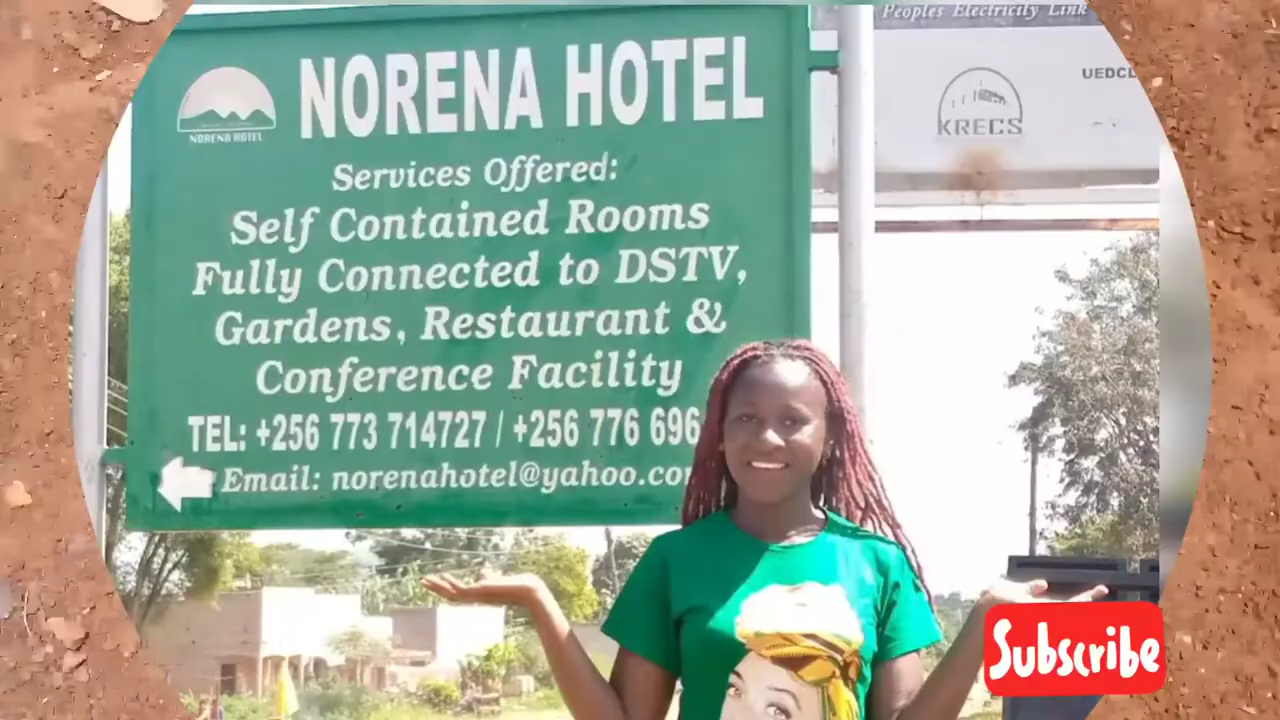 Peoples Electricity Link
UEDCL
KRECS
NORENA HOTEL
NORENA HOTEL
Services Offered:
Self Contained Rooms
Fully Connected to DSTV,
Gardens, Restaurant &
Conference Facility
TEL: +256 773 714727 / +256 776 696
Email: norenahotel@yahoo.co
Subscribe